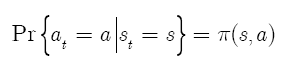 Pr{a_t = a|s_t = s} = π(s,a)